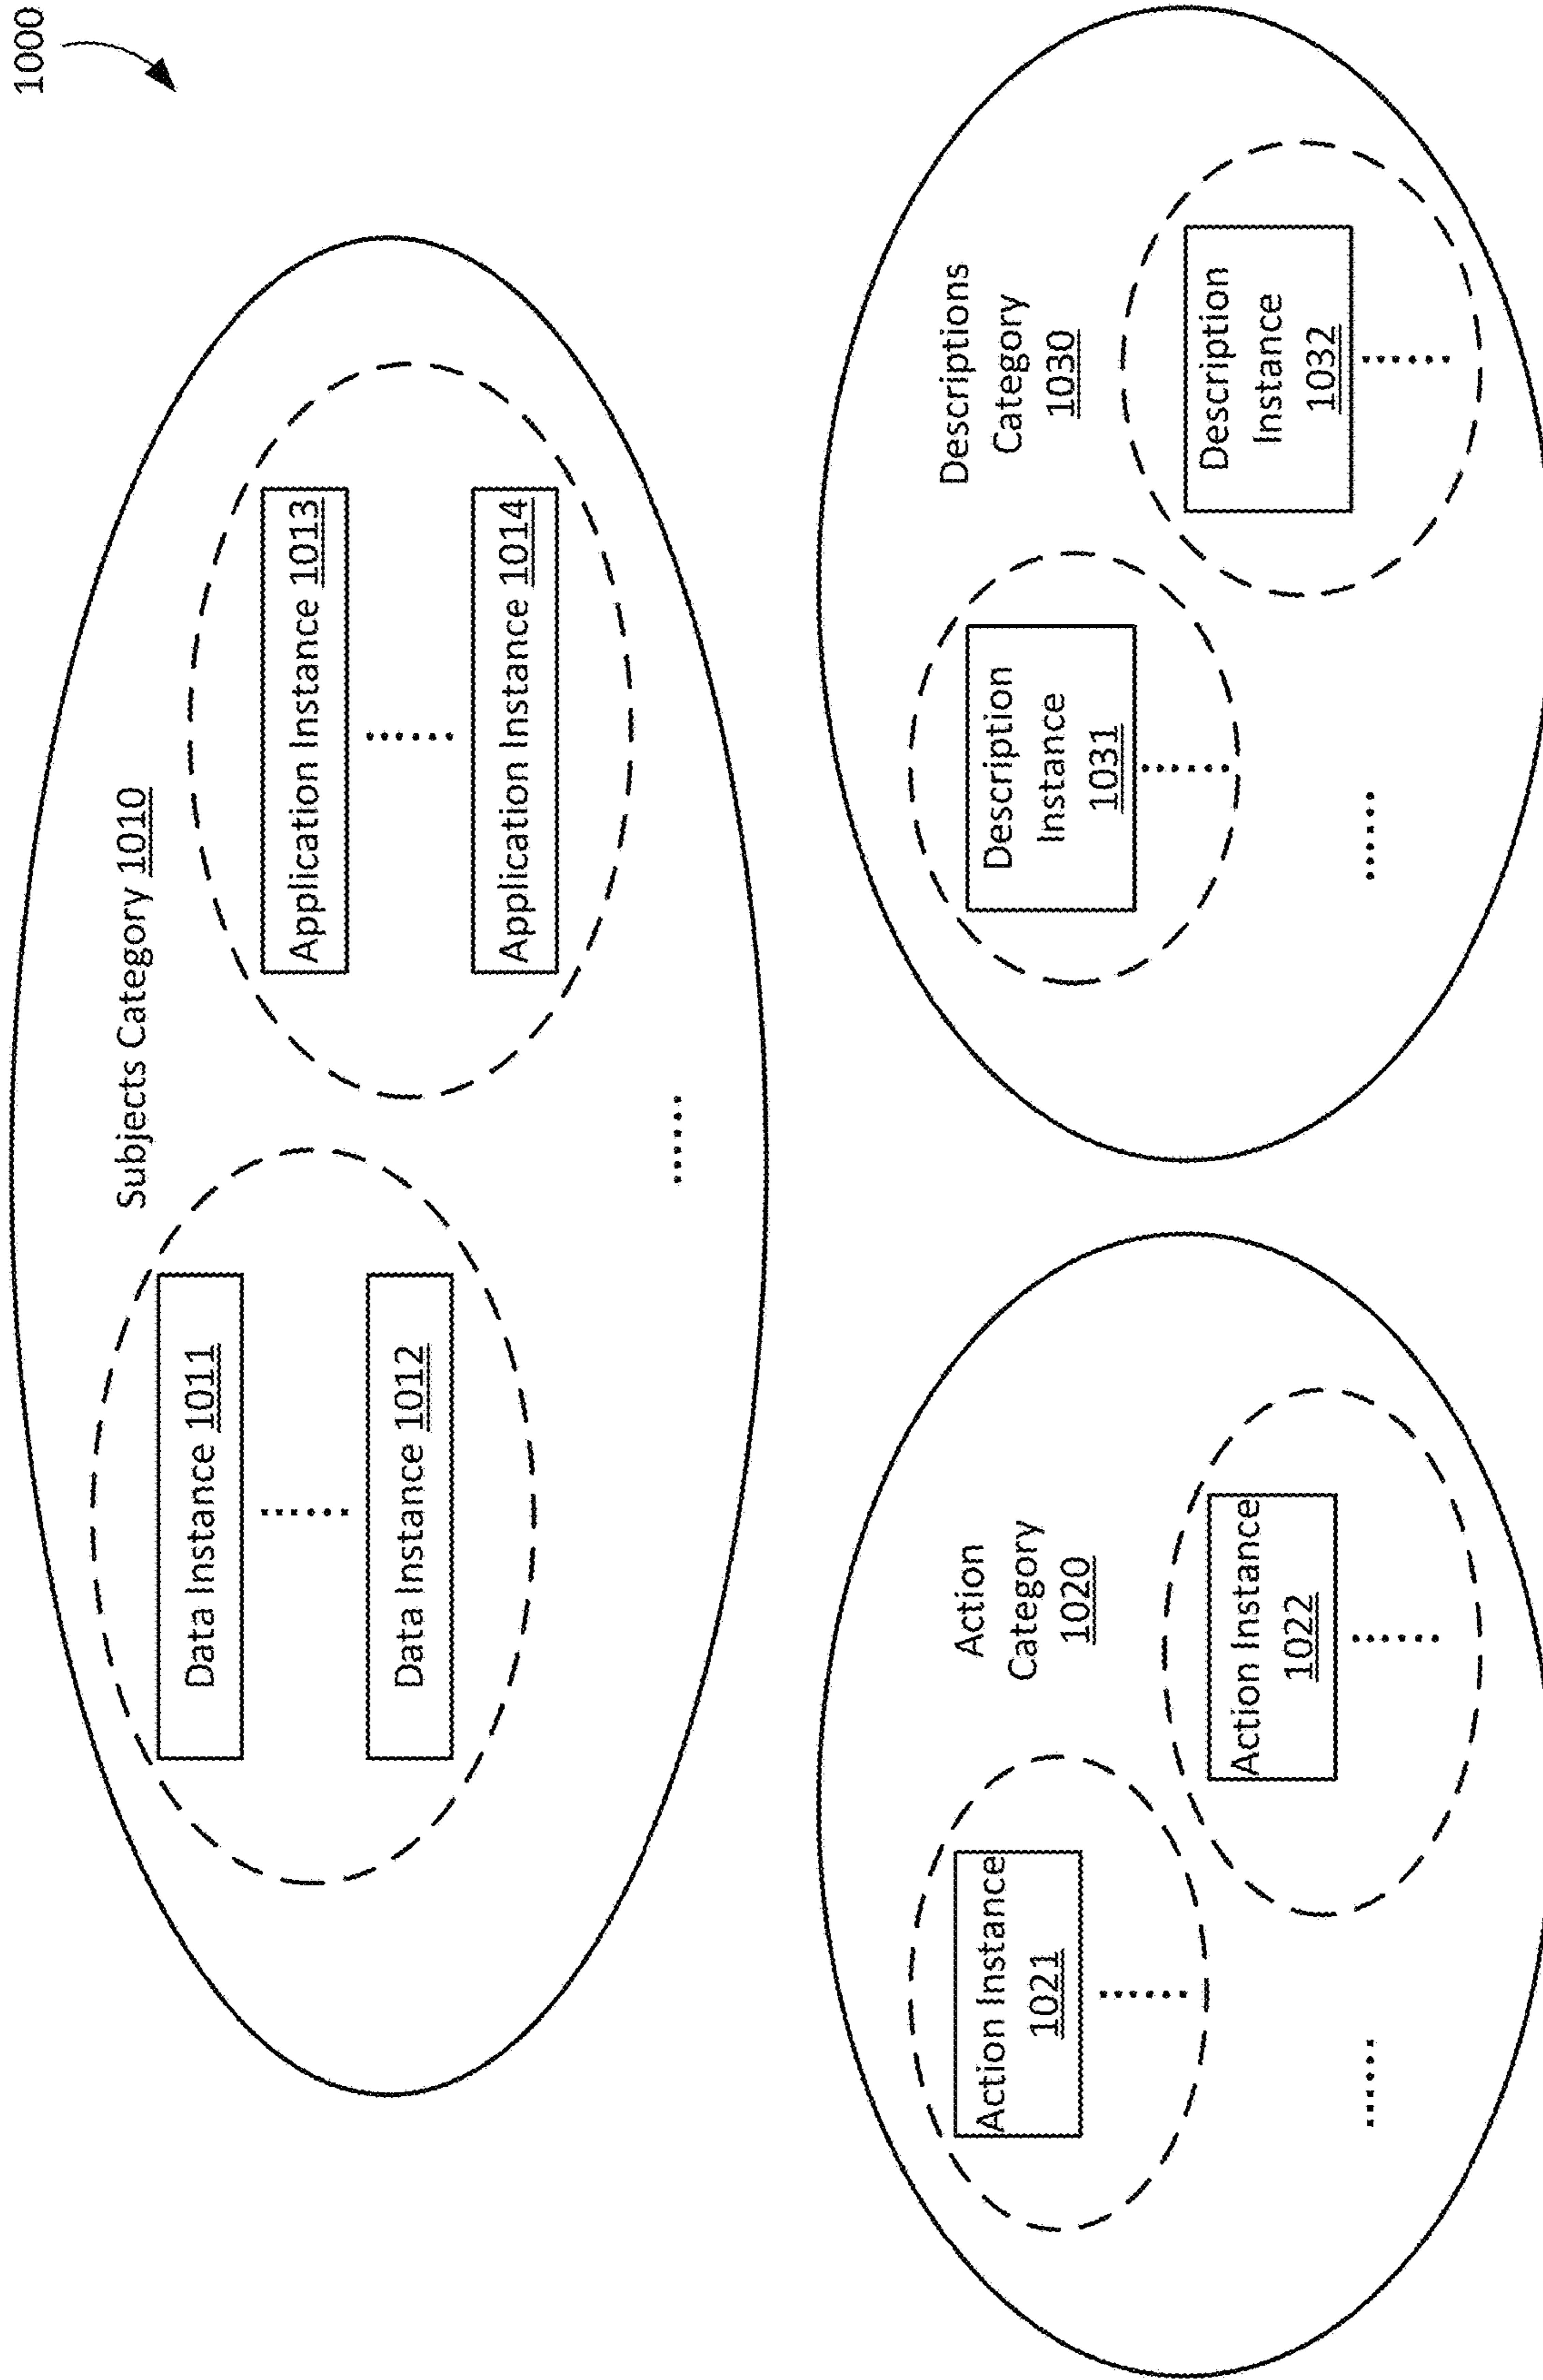 1000
Subjects Category 1010
Data Instance 1011
Data Instance 1012
Application Instance 1013
Application Instance 1014
Action
Category
1020
Action Instance
1021
Action Instance
1022
Descriptions
Category
1030
Description
Instance
1031
Description
Instance
1032